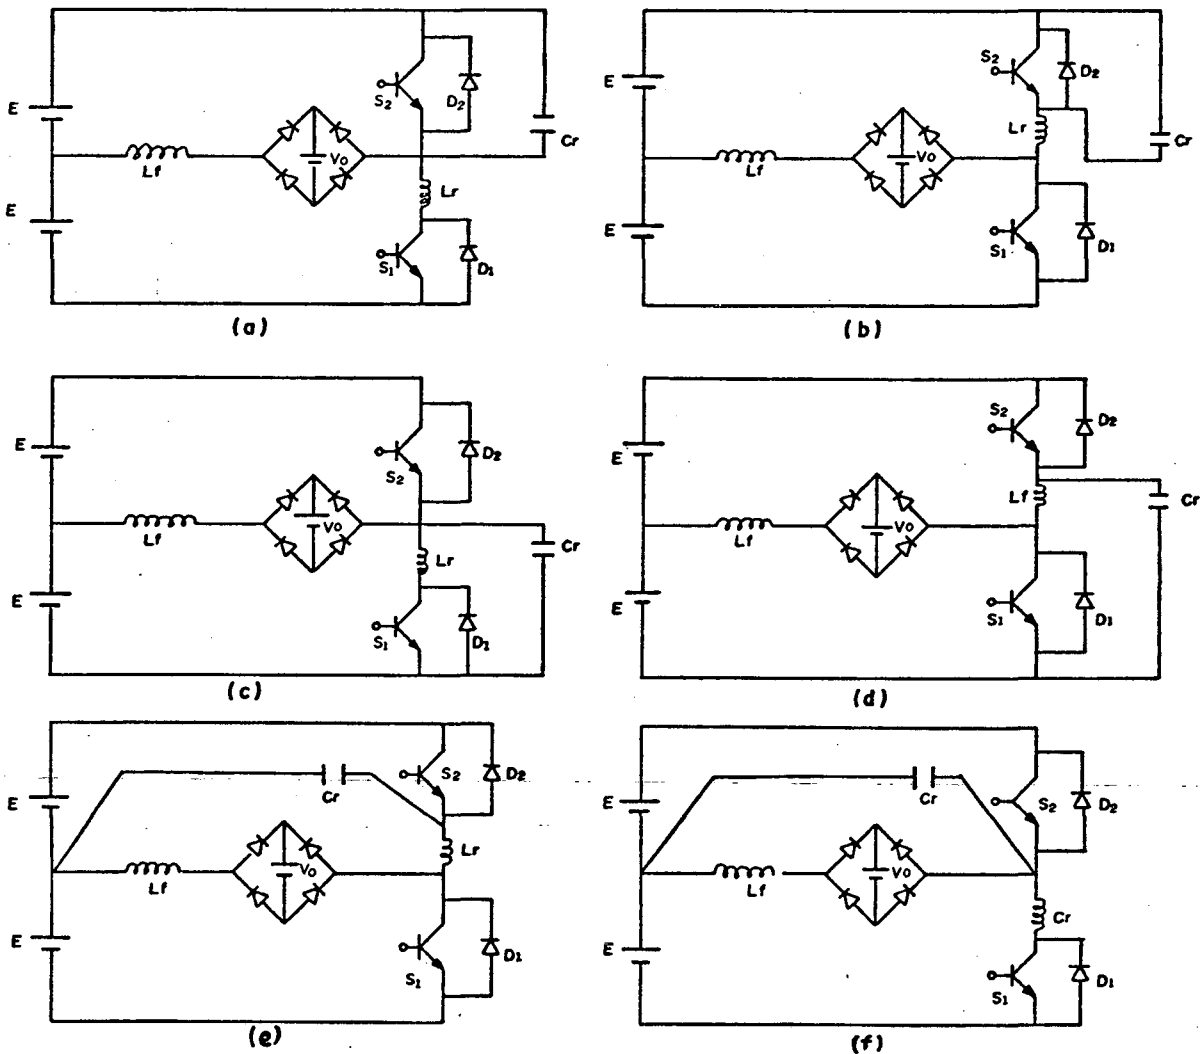 E
E
Lf
Vo
S2
D2
Cr
Lr
S1
D1
(a)
E
E
Lf
Vo
S2
D2
Lr
Cr
S1
D1
(b)
E
E
Lf
Vo
S2
D2
Cr
Lr
S1
D1
(c)
E
E
Lf
Vo
S2
D2
Lf
Cr
S1
D1
(d)
E
E
Cr
Lf
Vo
S2
D2
Lr
S1
D1
(e)
E
E
Cr
Lf
Vo
S2
D2
Cr
S1
D1
(f)